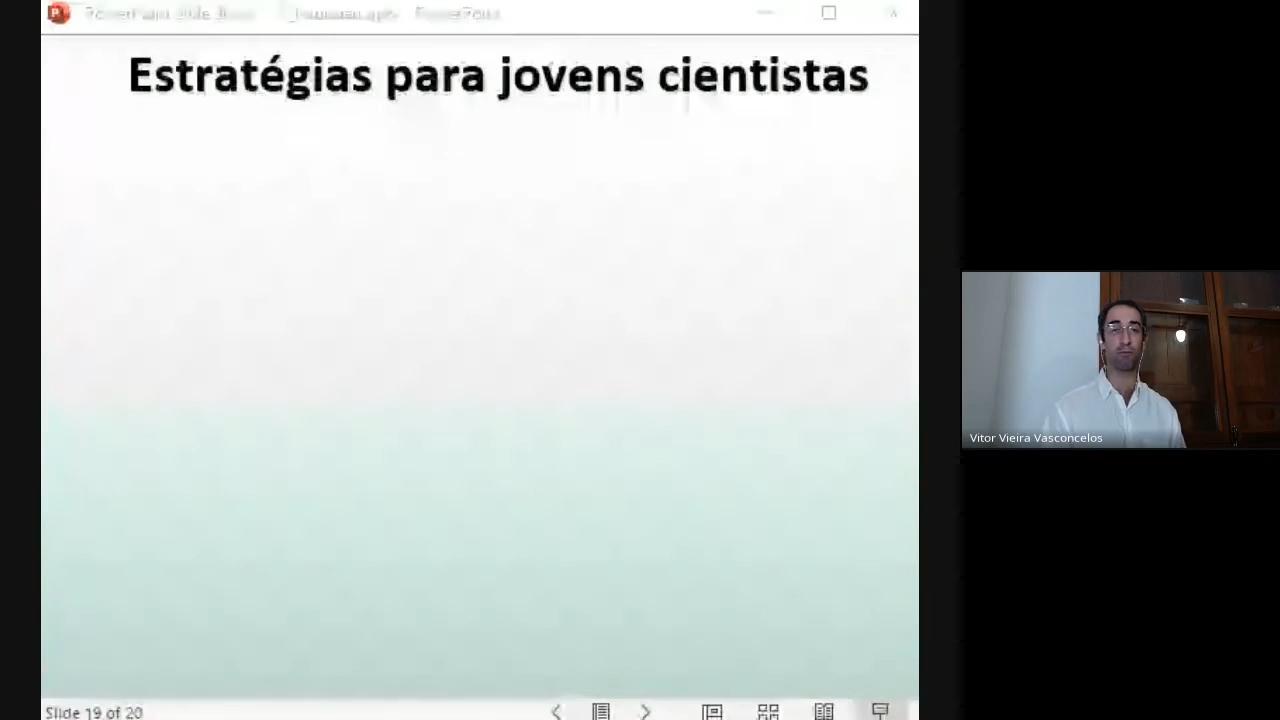 Estratégias para jovens cientistas
Vitor Vieira Vasconcelos
Slide 19 of 20